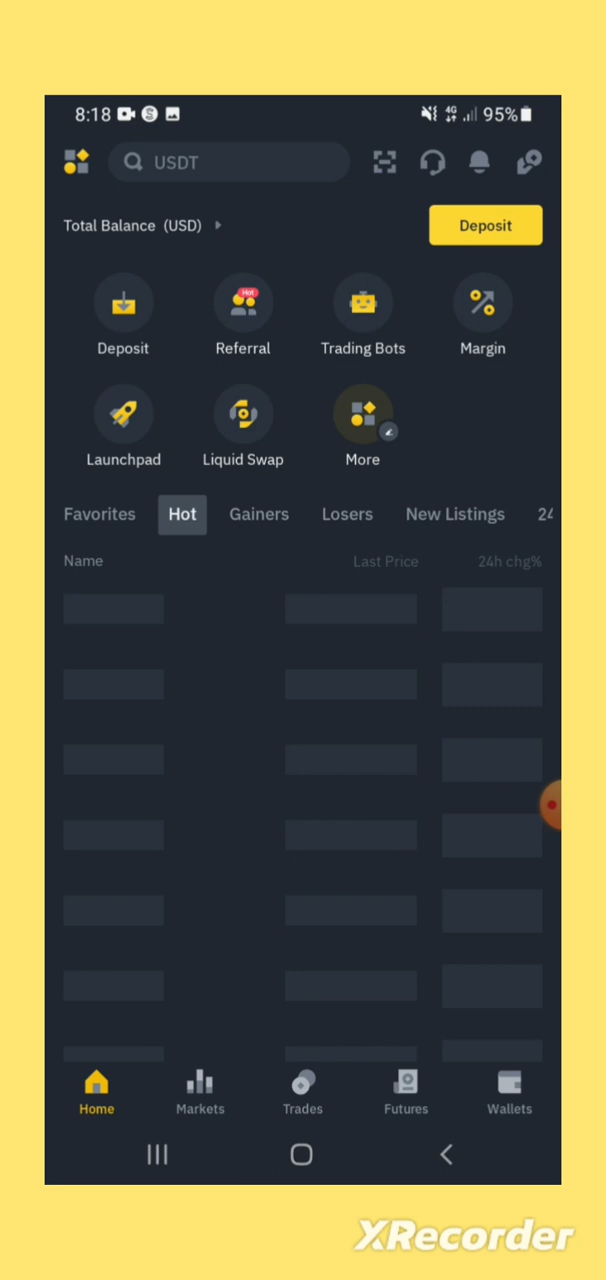 8:18 4G 95%
USDT
Total Balance (USD) Deposit
Hot
Deposit Referral Trading Bots Margin
Launchpad Liquid Swap More
Favorites Hot Gainers Losers New Listings 24
Name Last Price 24h chg%
Home Markets Trades Futures Wallets
XRecorder